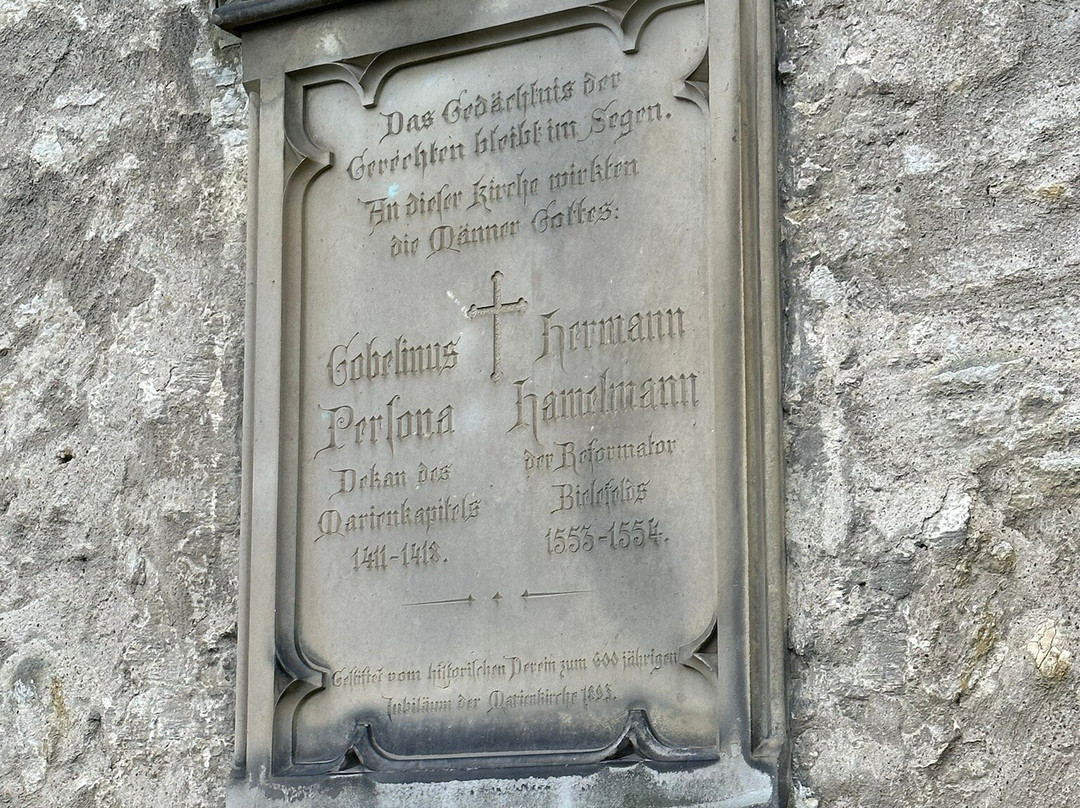 Das Gedächtnis der
Gerechten bleibt im Segen.
An dieser Kirche wirkten
die Männer Gottes:
Gobelinus
Persona
Dekan des
Marienkapitels
1411-1418.
Hermann
Hamelmann
der Reformator
Bielefelds
1553-1554.
Gestiftet vom historischen Verein zum 600 jährigen
Jubiläum der Marienkirche 1893.